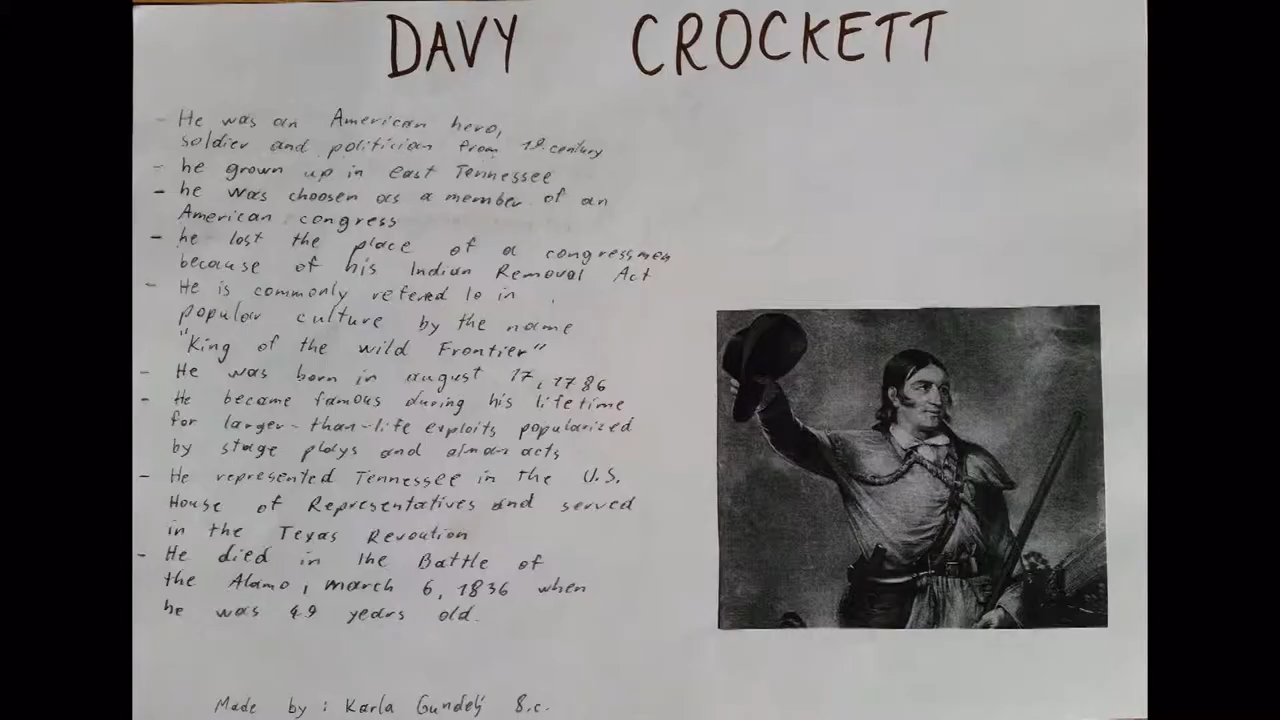 DAVY CROCKETT
- He was an American hero,
soldier and politician from 19.century
- he grown up in east Tennessee
- he was choosen as a member of an
American congress
- he lost the place of a congressmen
because of his Indian Removal Act
- He is commonly refered to in
popular culture by the name
"King of the wild Frontier"
- He was born in august 17, 1786
- He became famous during his lifetime
for larger-than-life exploits popularized
by stage plays and alman acts
- He represented Tennessee in the U.S.
House of Representatives and served
in the Texas Revoution
- He died in the Battle of
the Alamo, march 6, 1836 when
he was 49 years old.
Made by: Karla 8.c.